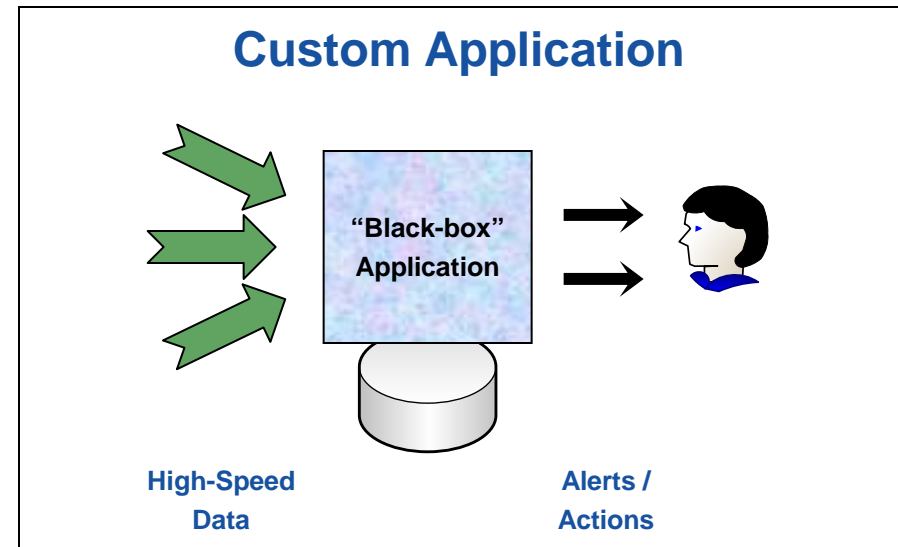 Custom Application
“Black-box”
Application
High-Speed
Data
Alerts /
Actions